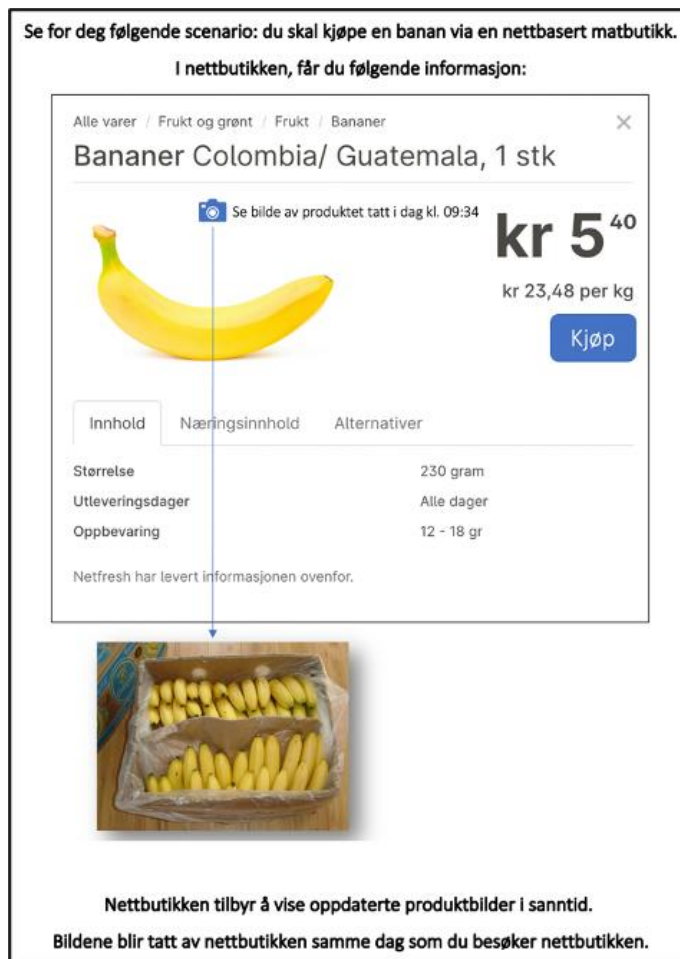 Se for deg følgende scenario: du skal kjøpe en banan via en nettbasert matbutikk.
I nettbutikken, får du følgende informasjon:
Alle varer / Frukt og grønt / Frukt / Bananer ×
Bananer Colombia/ Guatemala, 1 stk
Se bilde av produktet tatt i dag kl. 09:34
kr 5 40
kr 23,48 per kg
Kjøp
Innhold Næringsinnhold Alternativer
Størrelse 230 gram
Utleveringsdager Alle dager
Oppbevaring 12 - 18 gr
Netfresh har levert informasjonen ovenfor.
Nettbutikken tilbyr å vise oppdaterte produktbilder i sanntid.
Bildene blir tatt av nettbutikken samme dag som du besøker nettbutikken.